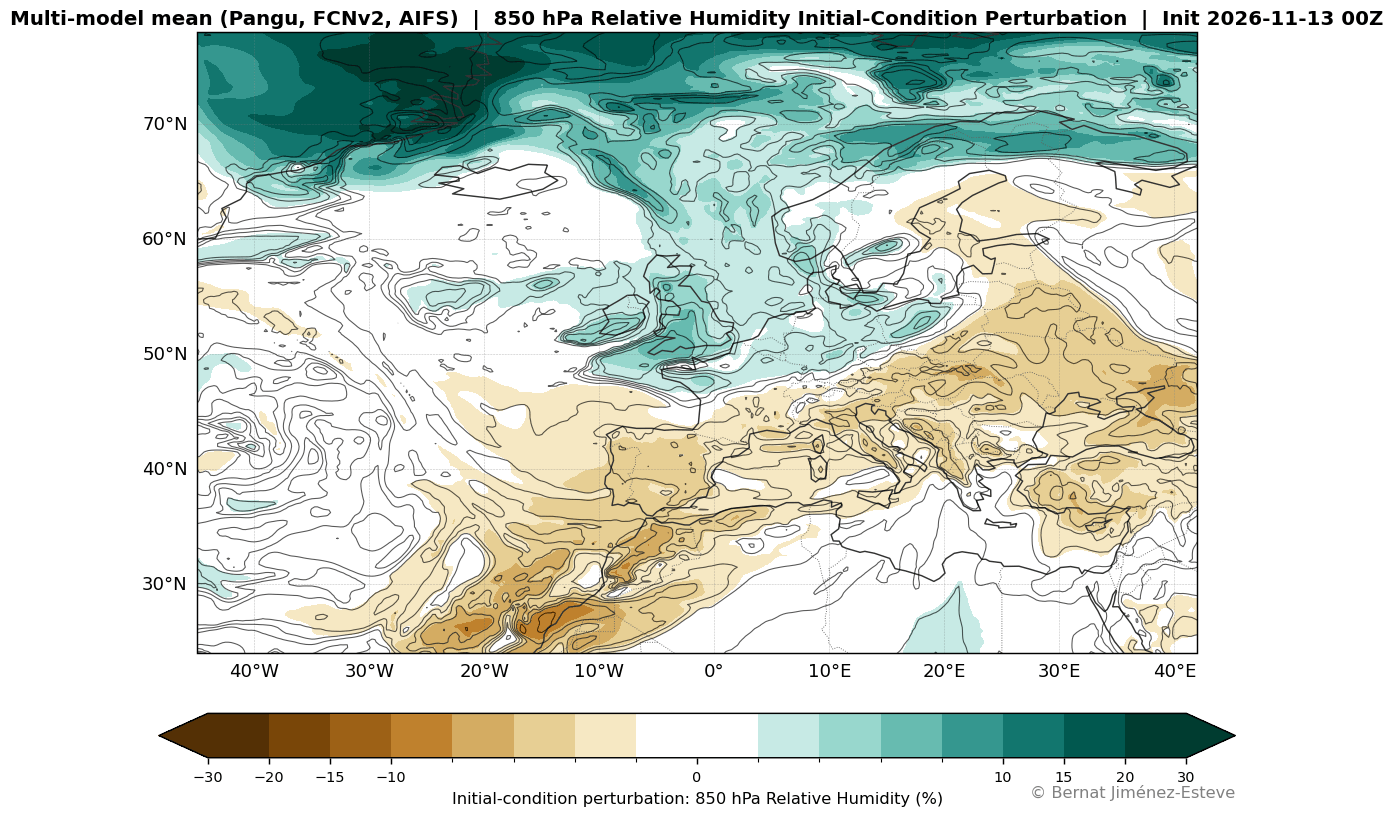 Multi-model mean (Pangu, FCNv2, AIFS) | 850 hPa Relative Humidity Initial-Condition Perturbation | Init 2026-11-13 00Z
70°N
60°N
50°N
40°N
30°N
40°W 30°W 20°W 10°W 0° 10°E 20°E 30°E 40°E
−30 −20 −15 −10 0 10 15 20 30
Initial-condition perturbation: 850 hPa Relative Humidity (%)
© Bernat Jiménez-Esteve